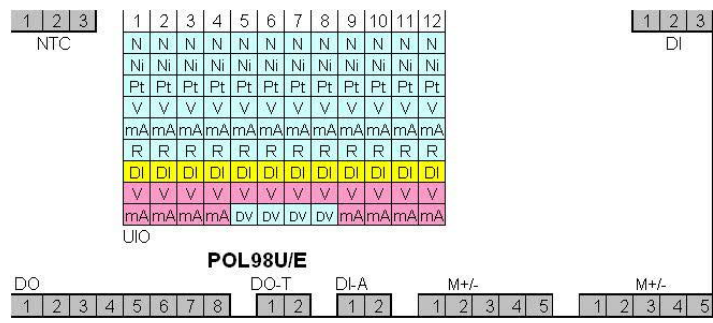 1 2 3 1 2 3 4 5 6 7 8 9 10 11 12 1 2 3
NTC N N N N N N N N N N N N DI
Ni Ni Ni Ni Ni Ni Ni Ni Ni Ni Ni Ni
Pt Pt Pt Pt Pt Pt Pt Pt Pt Pt Pt Pt
V V V V V V V V V V V V
mA mA mA mA mA mA mA mA mA mA mA mA
R R R R R R R R R R R R
DI DI DI DI DI DI DI DI DI DI DI DI
V V V V V V V V V V V V
mA mA mA mA DV DV DV DV mA mA mA mA
UIO
POL98U/E
DO DO-T DI-A M+/- M+/-
1 2 3 4 5 6 7 8 1 2 1 2 1 2 3 4 5 1 2 3 4 5